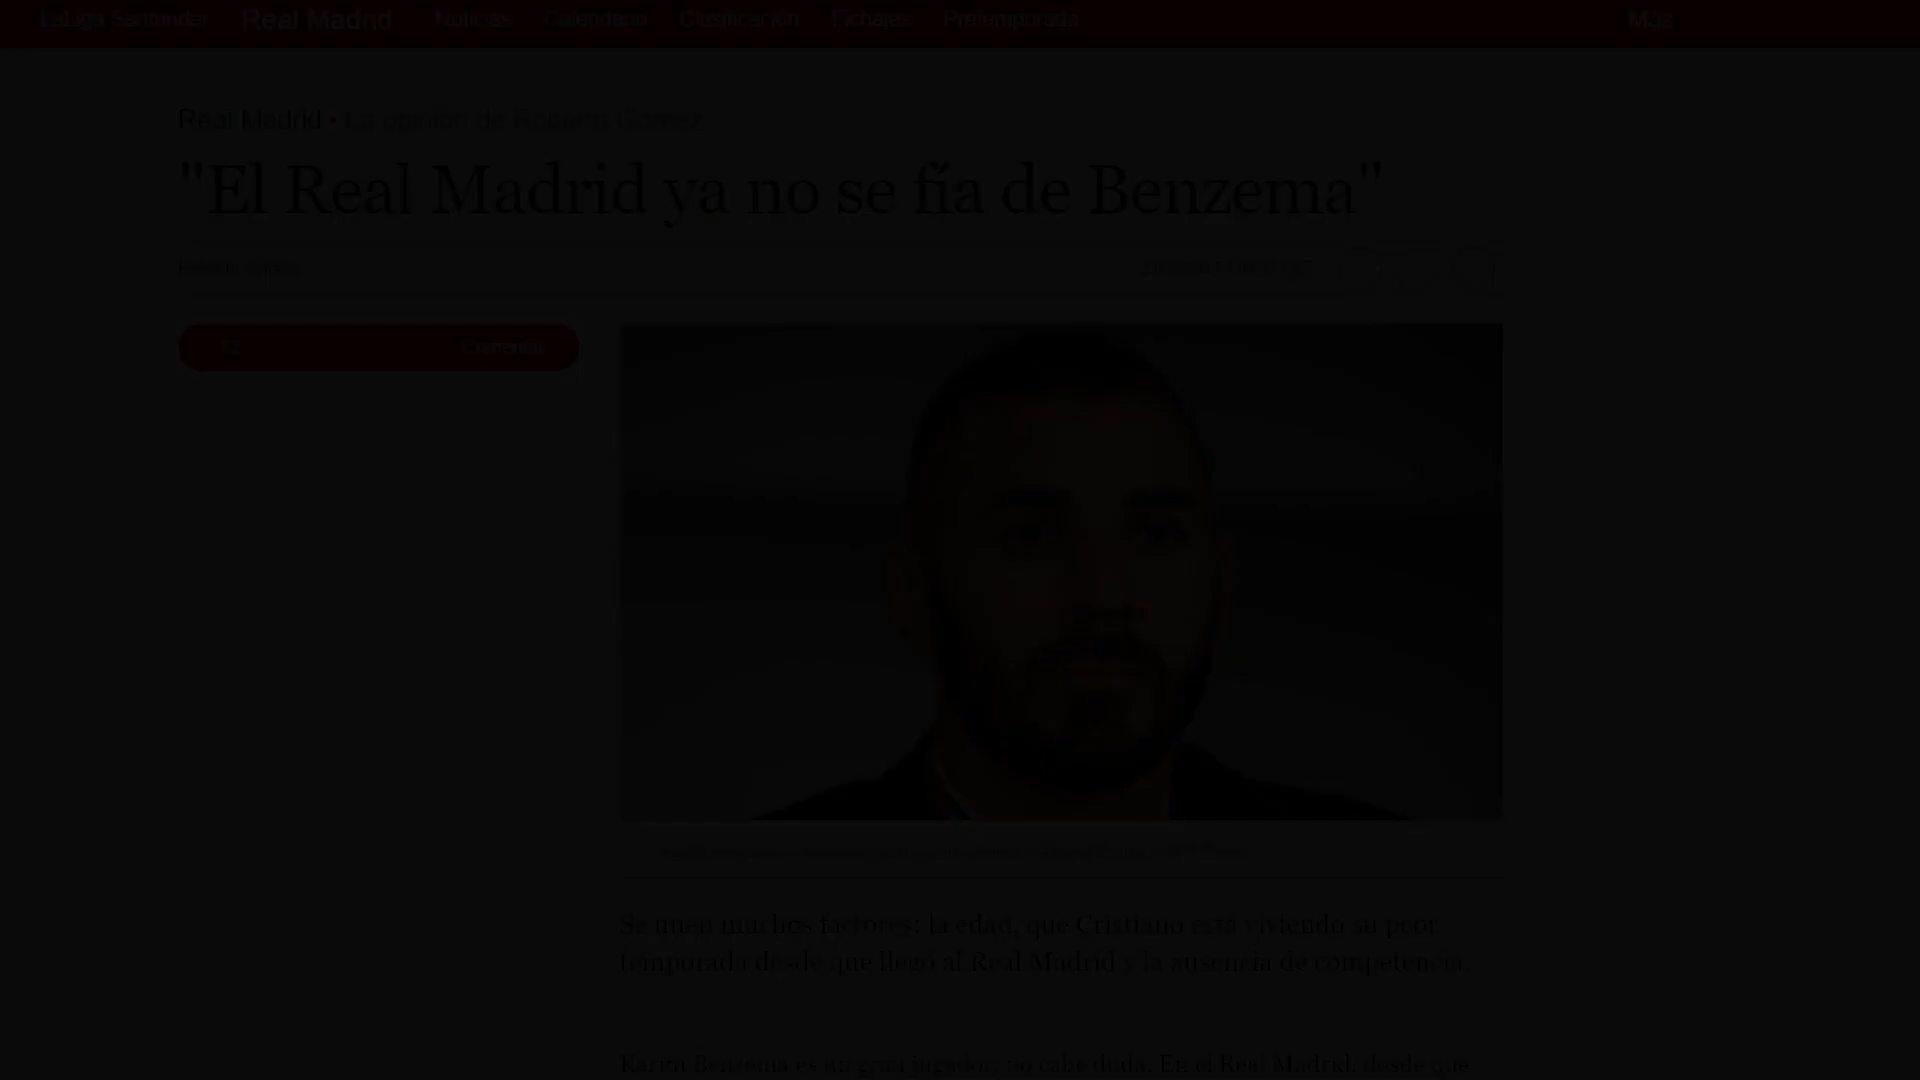 LaLiga Santander Real Madrid Noticias Calendario Clasificación Fichajes Pretemporada Más
Real Madrid • La opinión de Roberto Gómez
"El Real Madrid ya no se fía de Benzema"
72 Comentar
Se unen muchos factores: la edad, que Cristiano está viviendo su peor
temporada desde que llegó al Real Madrid y la ausencia de competencia.
Karim Benzema es un gran jugador, no cabe duda. En el Real Madrid, desde que